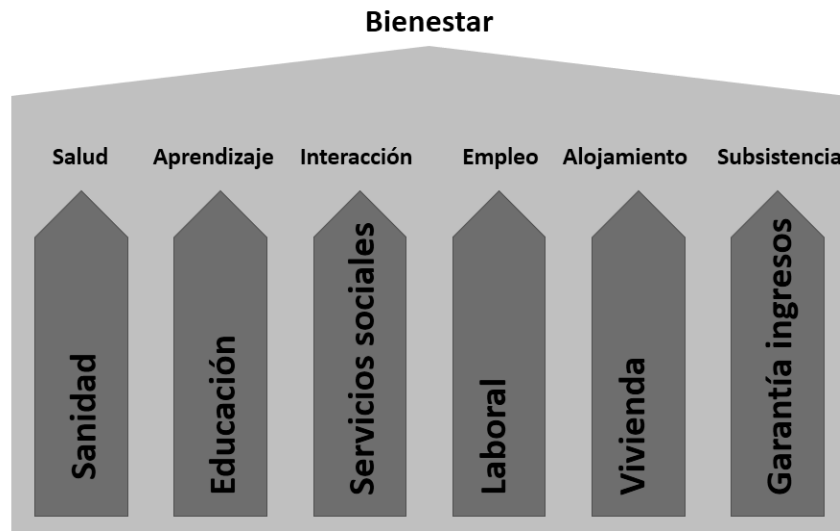 Bienestar
Salud
Aprendizaje
Interacción
Empleo
Alojamiento
Subsistencia
Sanidad
Educación
Servicios sociales
Laboral
Vivienda
Garantía ingresos